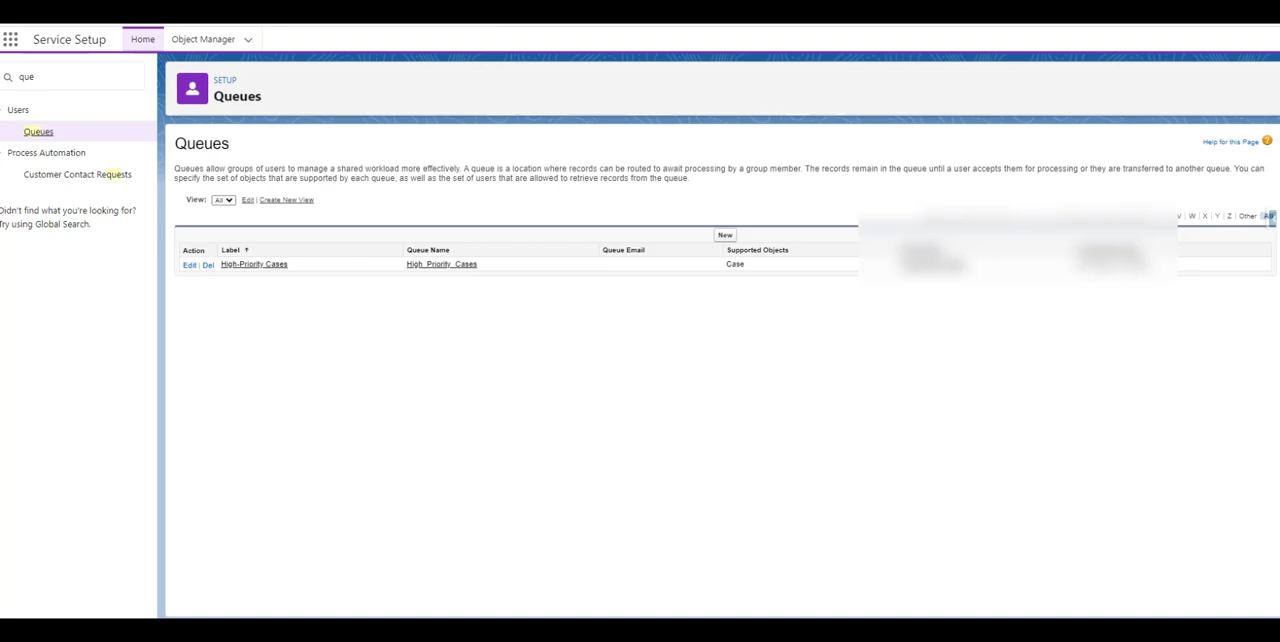 Service Setup Home Object Manager
que
Users
Queues
Process Automation
Customer Contact Requests
Didn't find what you're looking for?
Try using Global Search.
SETUP
Queues
Queues
Help for this Page ?
Queues allow groups of users to manage a shared workload more effectively. A queue is a location where records can be routed to await processing by a group member. The records remain in the queue until a user accepts them for processing or they are transferred to another queue. You can
specify the set of objects that are supported by each queue, as well as the set of users that are allowed to retrieve records from the queue.
View: All Edit | Create New View
V | W | X | Y | Z | Other All
New
Action Label Queue Name Queue Email Supported Objects
Edit | Del High-Priority Cases High_Priority_Cases Case